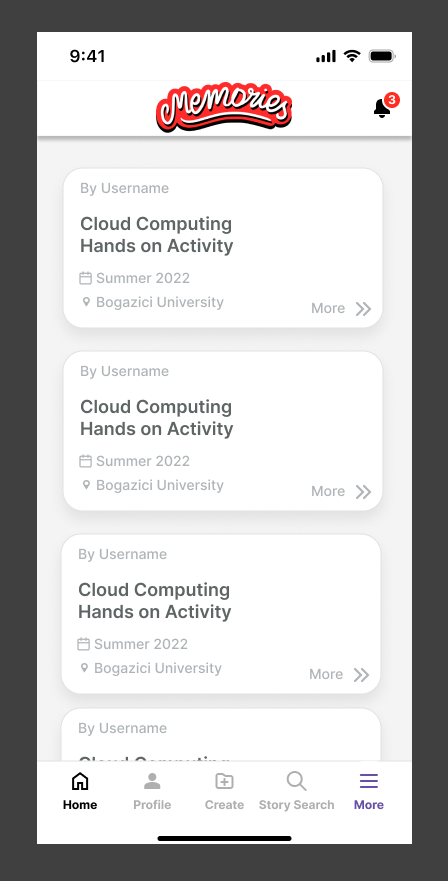 9:41
Memories
3
By Username
Cloud Computing
Hands on Activity
Summer 2022
Bogazici University
More
By Username
Cloud Computing
Hands on Activity
Summer 2022
Bogazici University
More
By Username
Cloud Computing
Hands on Activity
Summer 2022
Bogazici University
More
By Username
Cloud Computing
Home
Profile
Create
Story Search
More